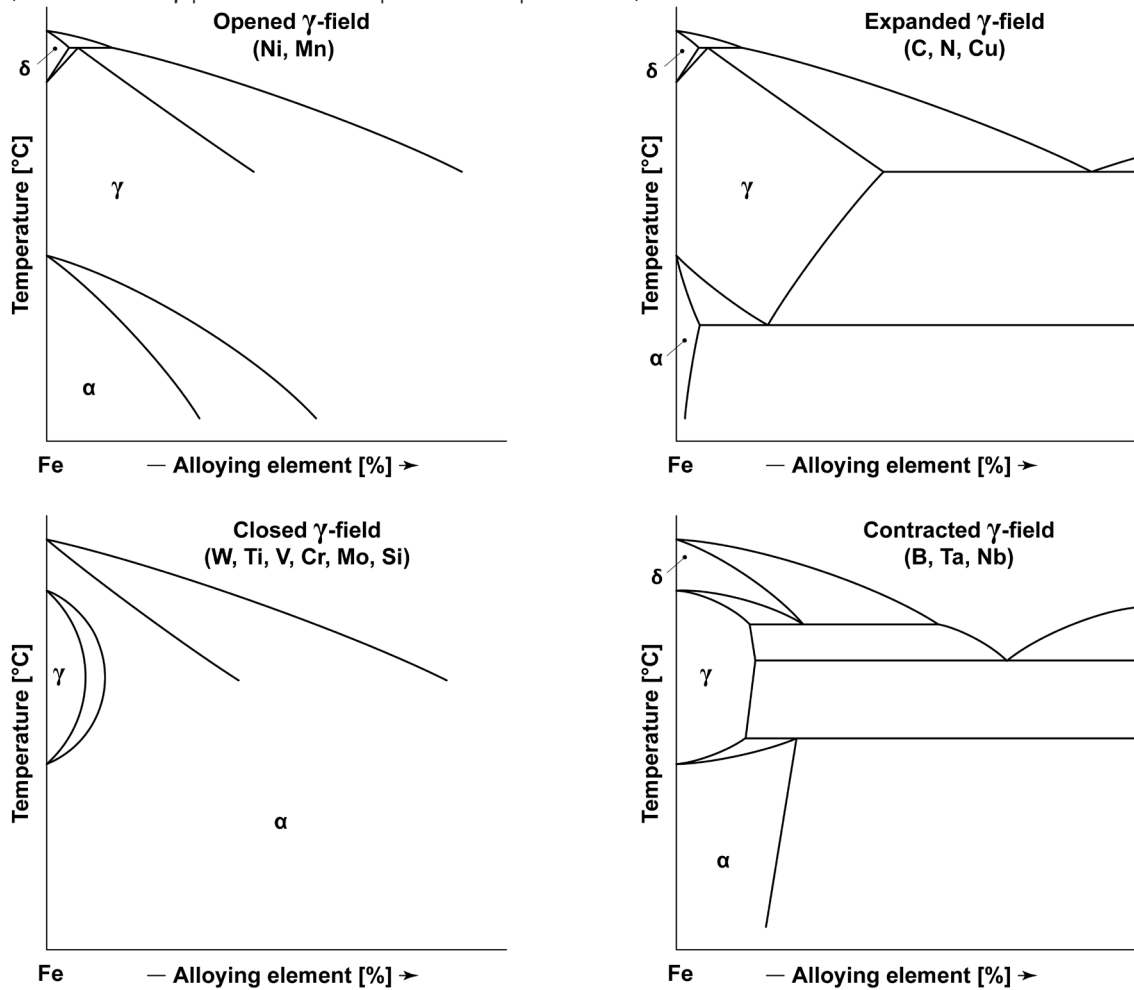 Opened γ-field
(Ni, Mn)
δ
γ
α
Temperature [°C]
Fe
Alloying element [%]
Expanded γ-field
(C, N, Cu)
δ
γ
α
Temperature [°C]
Fe
Alloying element [%]
Closed γ-field
(W, Ti, V, Cr, Mo, Si)
γ
α
Temperature [°C]
Fe
Alloying element [%]
Contracted γ-field
(B, Ta, Nb)
δ
γ
α
Temperature [°C]
Fe
Alloying element [%]